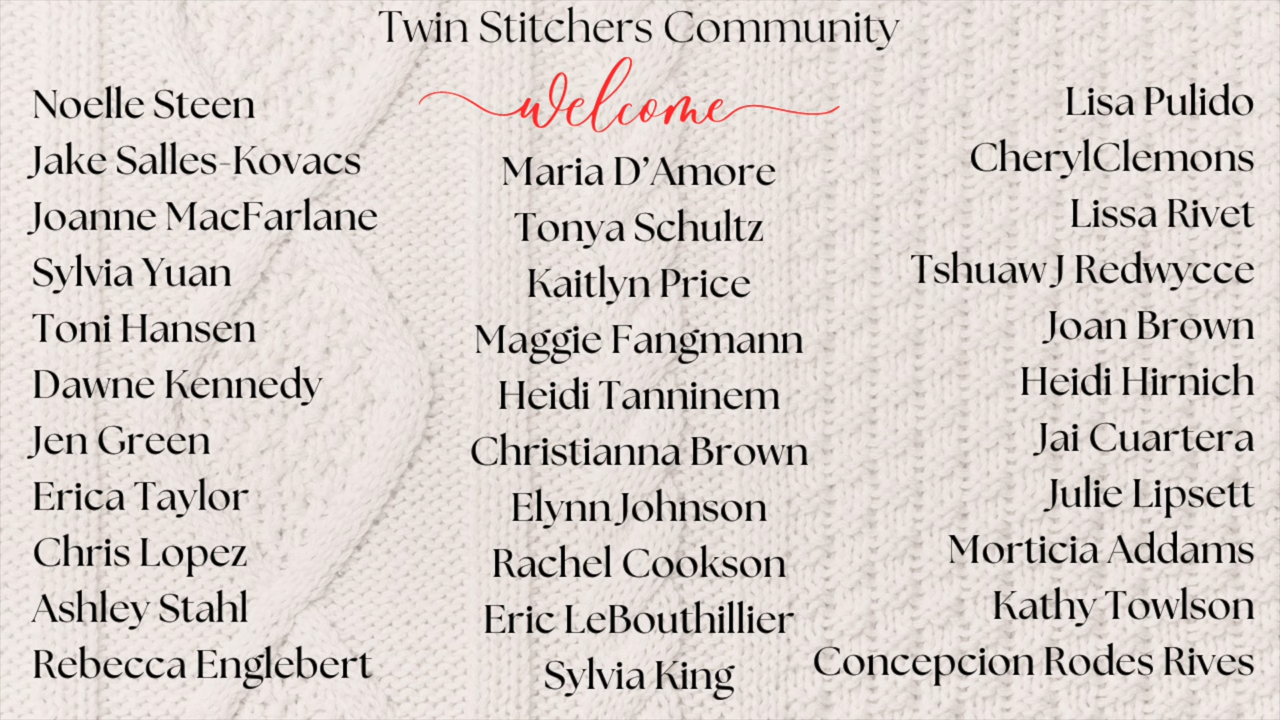 Twin Stitchers Community
welcome
Noelle Steen
Jake Salles-Kovacs
Joanne MacFarlane
Sylvia Yuan
Toni Hansen
Dawne Kennedy
Jen Green
Erica Taylor
Chris Lopez
Ashley Stahl
Rebecca Englebert
Maria D’Amore
Tonya Schultz
Kaitlyn Price
Maggie Fangmann
Heidi Tanninem
Christianna Brown
Elynn Johnson
Rachel Cookson
Eric LeBouthillier
Sylvia King
Lisa Pulido
CherylClemons
Lissa Rivet
Tshuaw J Redwycce
Joan Brown
Heidi Hirnich
Jai Cuartera
Julie Lipsett
Morticia Addams
Kathy Towlson
Concepcion Rodes Rives